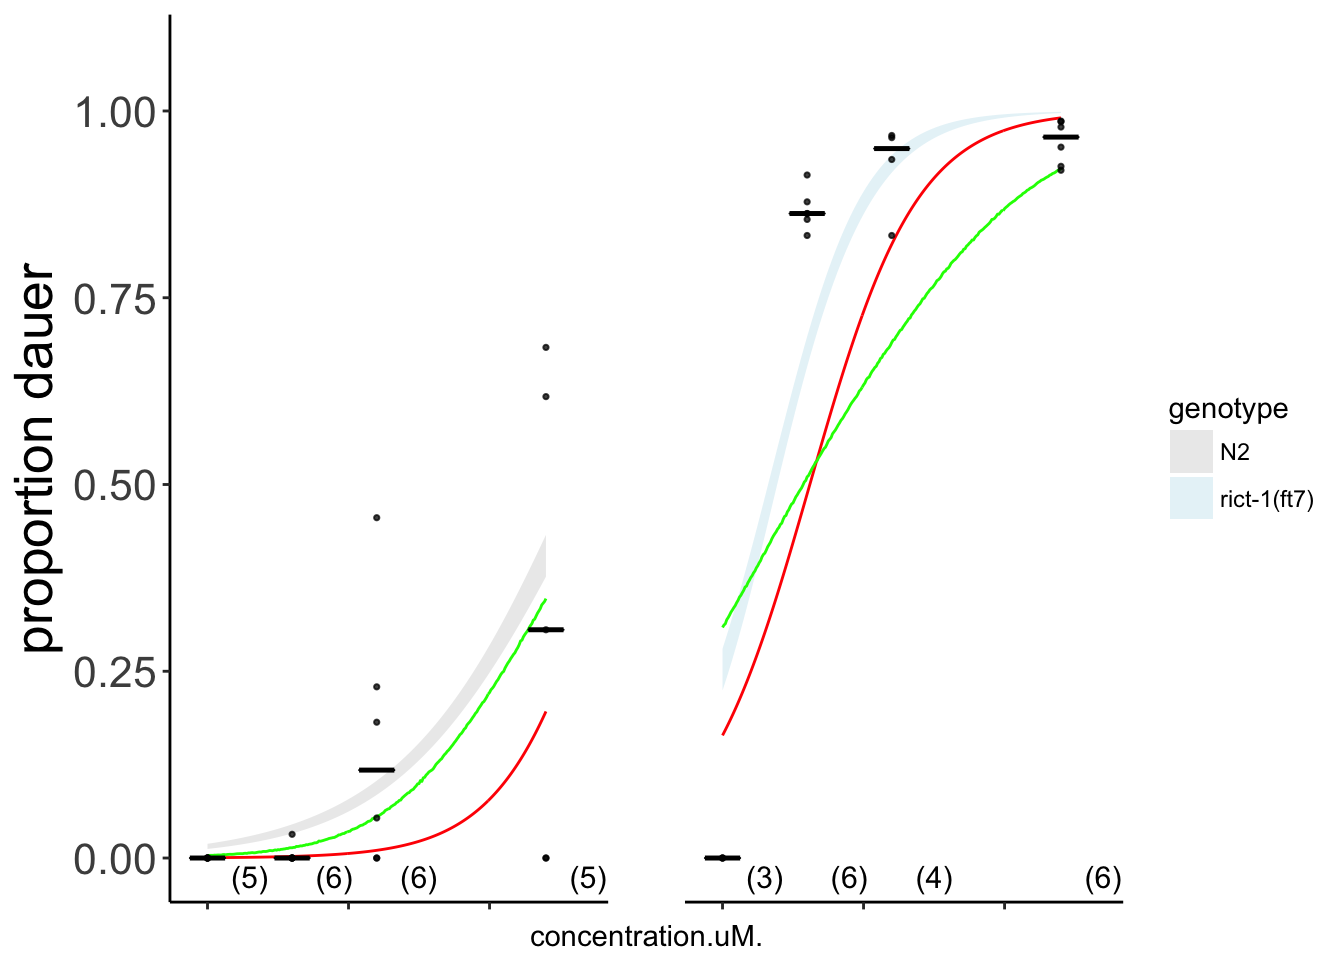 1.00
0.75
0.50
0.25
0.00
proportion dauer
(5) (6) (6) (5) (3) (6) (4) (6)
concentration.uM.
genotype
N2
rict-1(ft7)